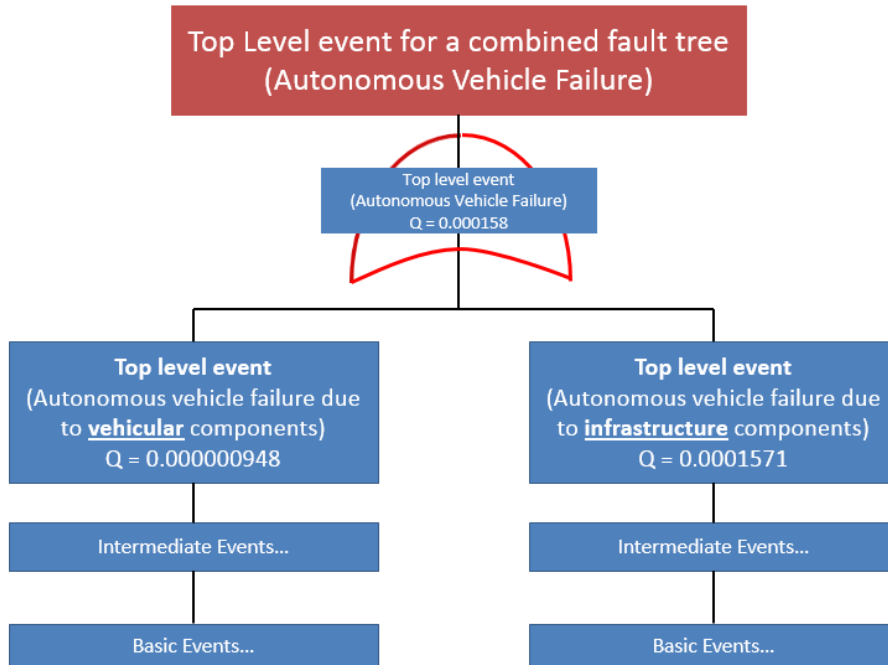 Top Level event for a combined fault tree
(Autonomous Vehicle Failure)
Top level event
(Autonomous Vehicle Failure)
Q = 0.000158
Top level event
(Autonomous vehicle failure due
to vehicular components)
Q = 0.000000948
Top level event
(Autonomous vehicle failure due
to infrastructure components)
Q = 0.0001571
Intermediate Events...
Intermediate Events...
Basic Events...
Basic Events...